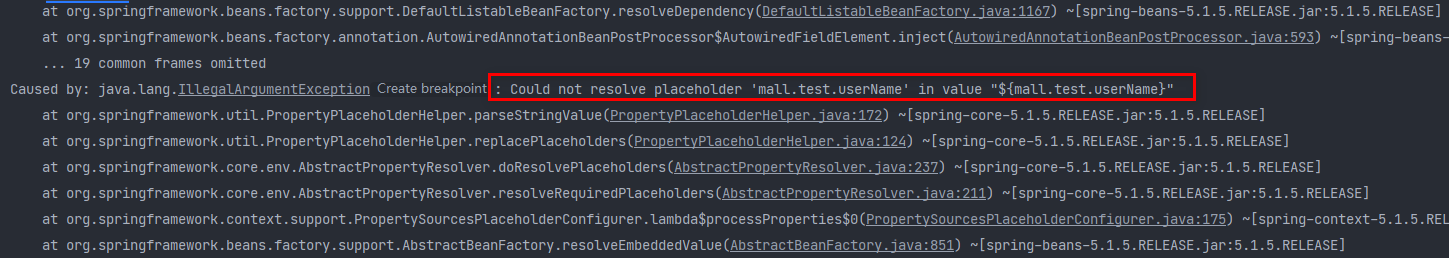 at org.springframework.beans.factory.support.DefaultListableBeanFactory.resolveDependency(DefaultListableBeanFactory.java:1167) ~[spring-beans-5.1.5.RELEASE.jar:5.1.5.RELEASE]
at org.springframework.beans.factory.annotation.AutowiredAnnotationBeanPostProcessor$AutowiredFieldElement.inject(AutowiredAnnotationBeanPostProcessor.java:593) ~[spring-beans-
... 19 common frames omitted
Caused by: java.lang.IllegalArgumentException Create breakpoint : Could not resolve placeholder 'mall.test.userName' in value "${mall.test.userName}"
at org.springframework.util.PropertyPlaceholderHelper.parseStringValue(PropertyPlaceholderHelper.java:172) ~[spring-core-5.1.5.RELEASE.jar:5.1.5.RELEASE]
at org.springframework.util.PropertyPlaceholderHelper.replacePlaceholders(PropertyPlaceholderHelper.java:124) ~[spring-core-5.1.5.RELEASE.jar:5.1.5.RELEASE]
at org.springframework.core.env.AbstractPropertyResolver.doResolvePlaceholders(AbstractPropertyResolver.java:237) ~[spring-core-5.1.5.RELEASE.jar:5.1.5.RELEASE]
at org.springframework.core.env.AbstractPropertyResolver.resolveRequiredPlaceholders(AbstractPropertyResolver.java:211) ~[spring-core-5.1.5.RELEASE.jar:5.1.5.RELEASE]
at org.springframework.context.support.PropertySourcesPlaceholderConfigurer.lambda$processProperties$0(PropertySourcesPlaceholderConfigurer.java:175) ~[spring-context-5.1.5.REL
at org.springframework.beans.factory.support.AbstractBeanFactory.resolveEmbeddedValue(AbstractBeanFactory.java:851) ~[spring-beans-5.1.5.RELEASE.jar:5.1.5.RELEASE]